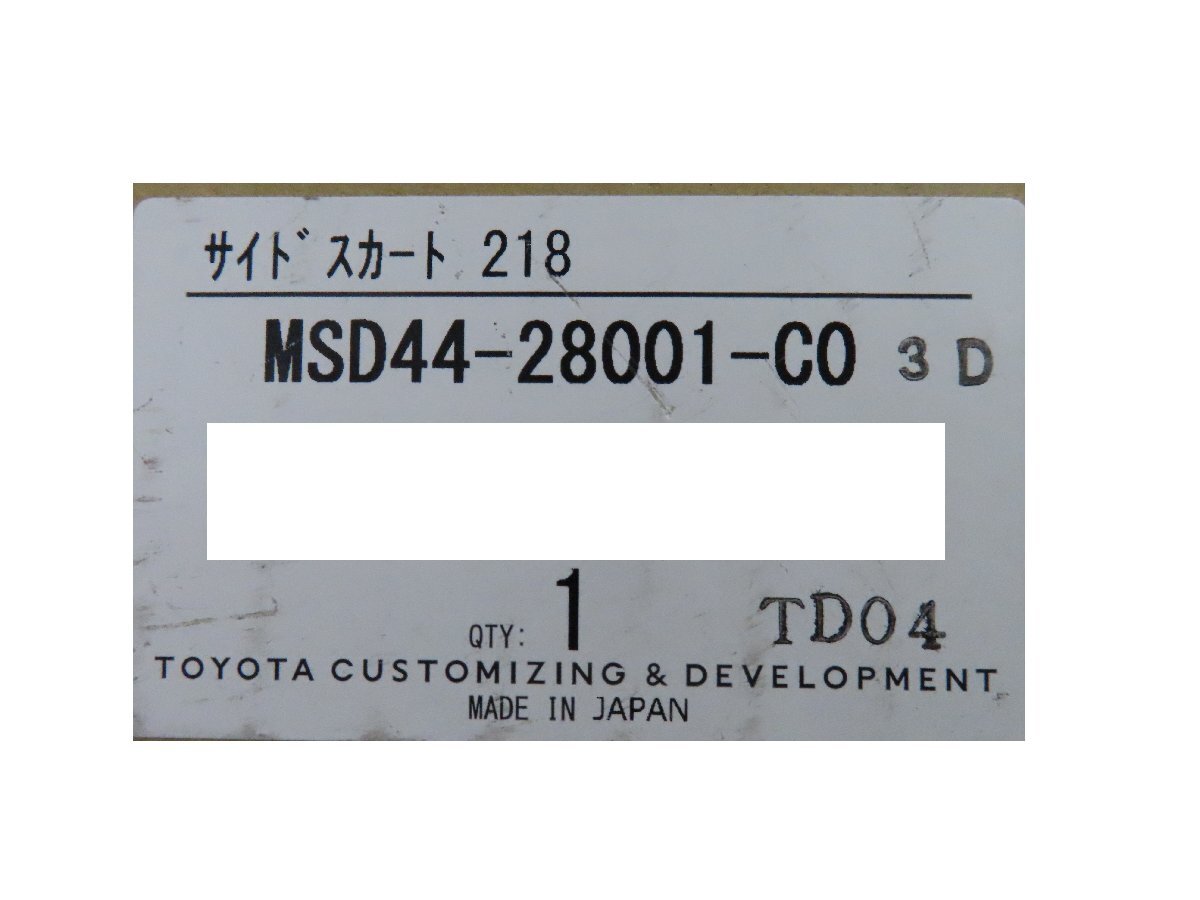 ｻｲﾄﾞｽｶｰﾄ 218
MSD44-28001-C0 3 D
1
QTY:
TD04
TOYOTA CUSTOMIZING & DEVELOPMENT
MADE IN JAPAN